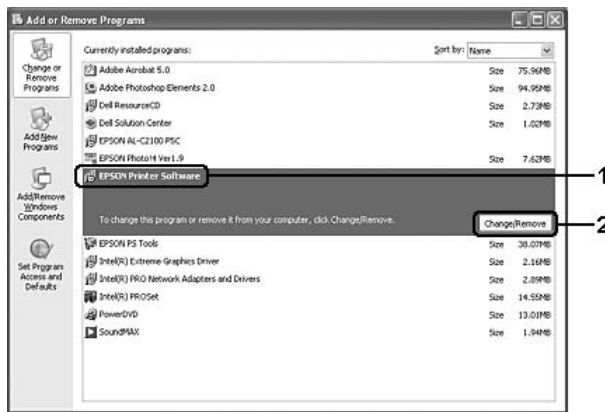 Add or Remove Programs
Change or
Remove
Programs
Add New
Programs
Add/Remove
Windows
Components
Set Program
Access and
Defaults
Currently installed programs:
Sort by: Name
Adobe Acrobat 5.0 Size 75.96MB
Adobe Photoshop Elements 2.0 Size 94.95MB
Dell ResourceCD Size 2.73MB
Dell Solution Center Size 1.02MB
EPSON AL-C2100 PSC
EPSON Photo!4 Ver1.9 Size 7.62MB
EPSON Printer Software
1
To change this program or remove it from your computer, click Change/Remove.
Change/Remove
2
EPSON PS Tools Size 38.07MB
Intel(R) Extreme Graphics Driver Size 2.16MB
Intel(R) PRO Network Adapters and Drivers Size 2.89MB
Intel(R) PROSet Size 14.55MB
PowerDVD Size 13.01MB
SoundMAX Size 1.94MB